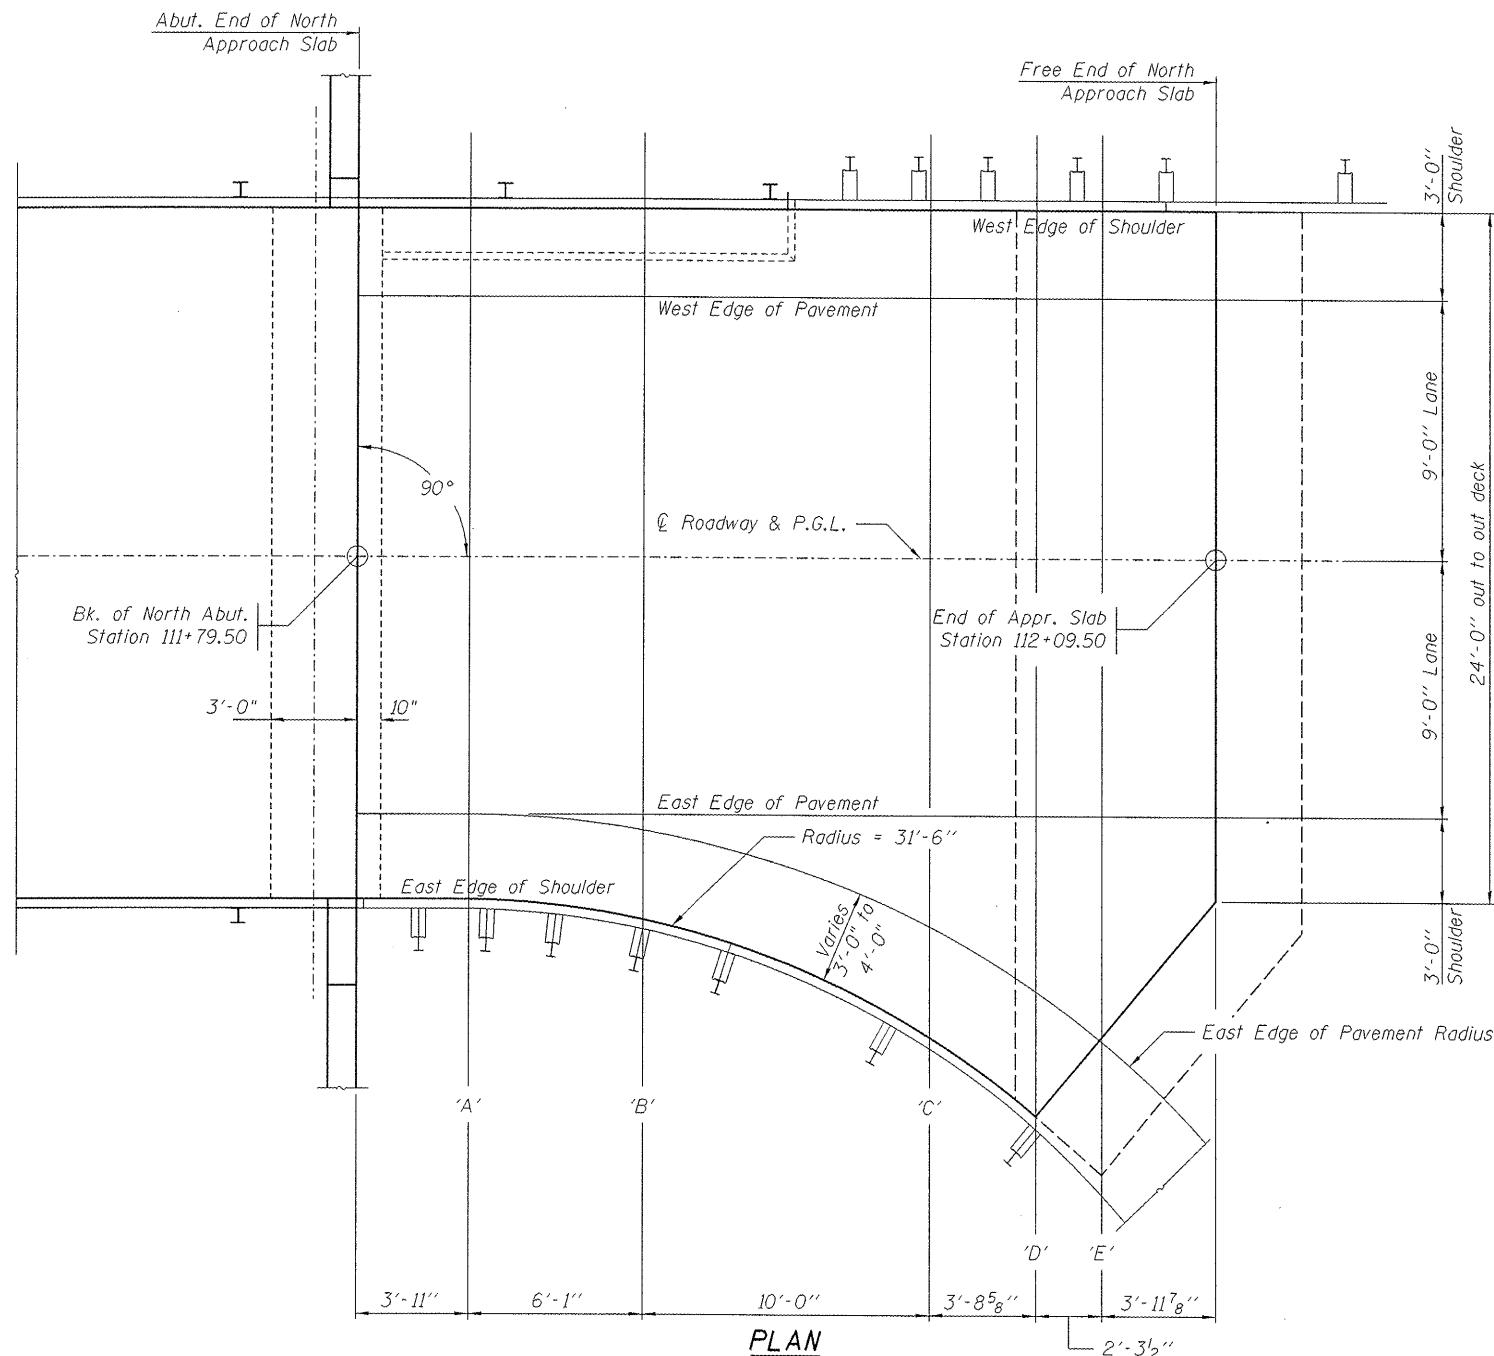 Abut. End of North
Approach Slab
Free End of North
Approach Slab
3'-0"
Shoulder
West Edge of Shoulder
West Edge of Pavement
9'-0" Lane
90°
℄ Roadway & P.G.L.
24'-0" out to out deck
Bk. of North Abut.
Station 111+79.50
End of Appr. Slab
Station 112+09.50
9'-0" Lane
3'-0"
10"
East Edge of Pavement
Radius = 31'-6"
East Edge of Shoulder
Varies
3'-0" to
4'-0"
3'-0"
Shoulder
East Edge of Pavement Radius
'A'
'B'
'C'
'D'
'E'
3'-11"
6'-1"
10'-0"
3'-8⅝"
3'-11⅞"
2'-3½"
PLAN